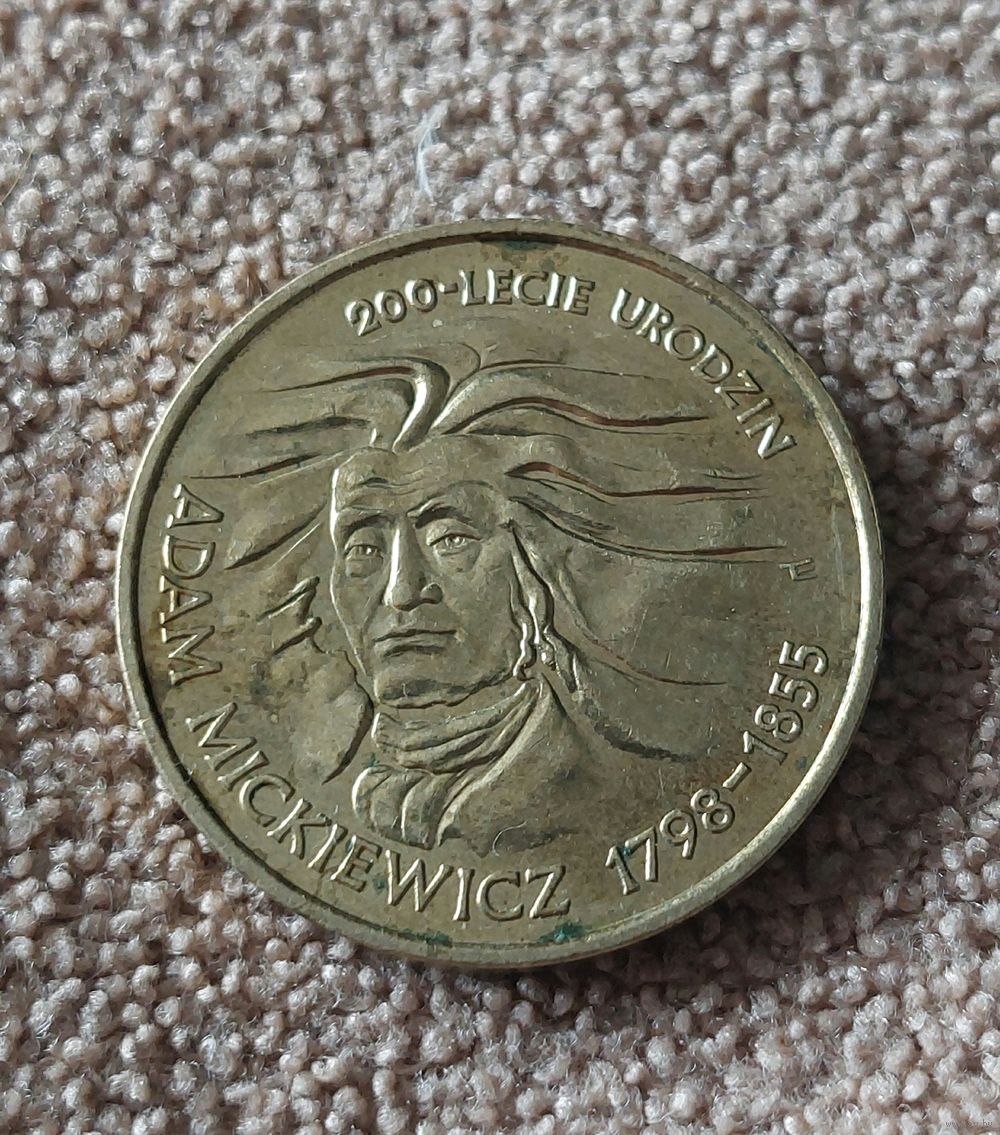 200-LECIE URODZIN
ADAM MICKIEWICZ 1798-1855